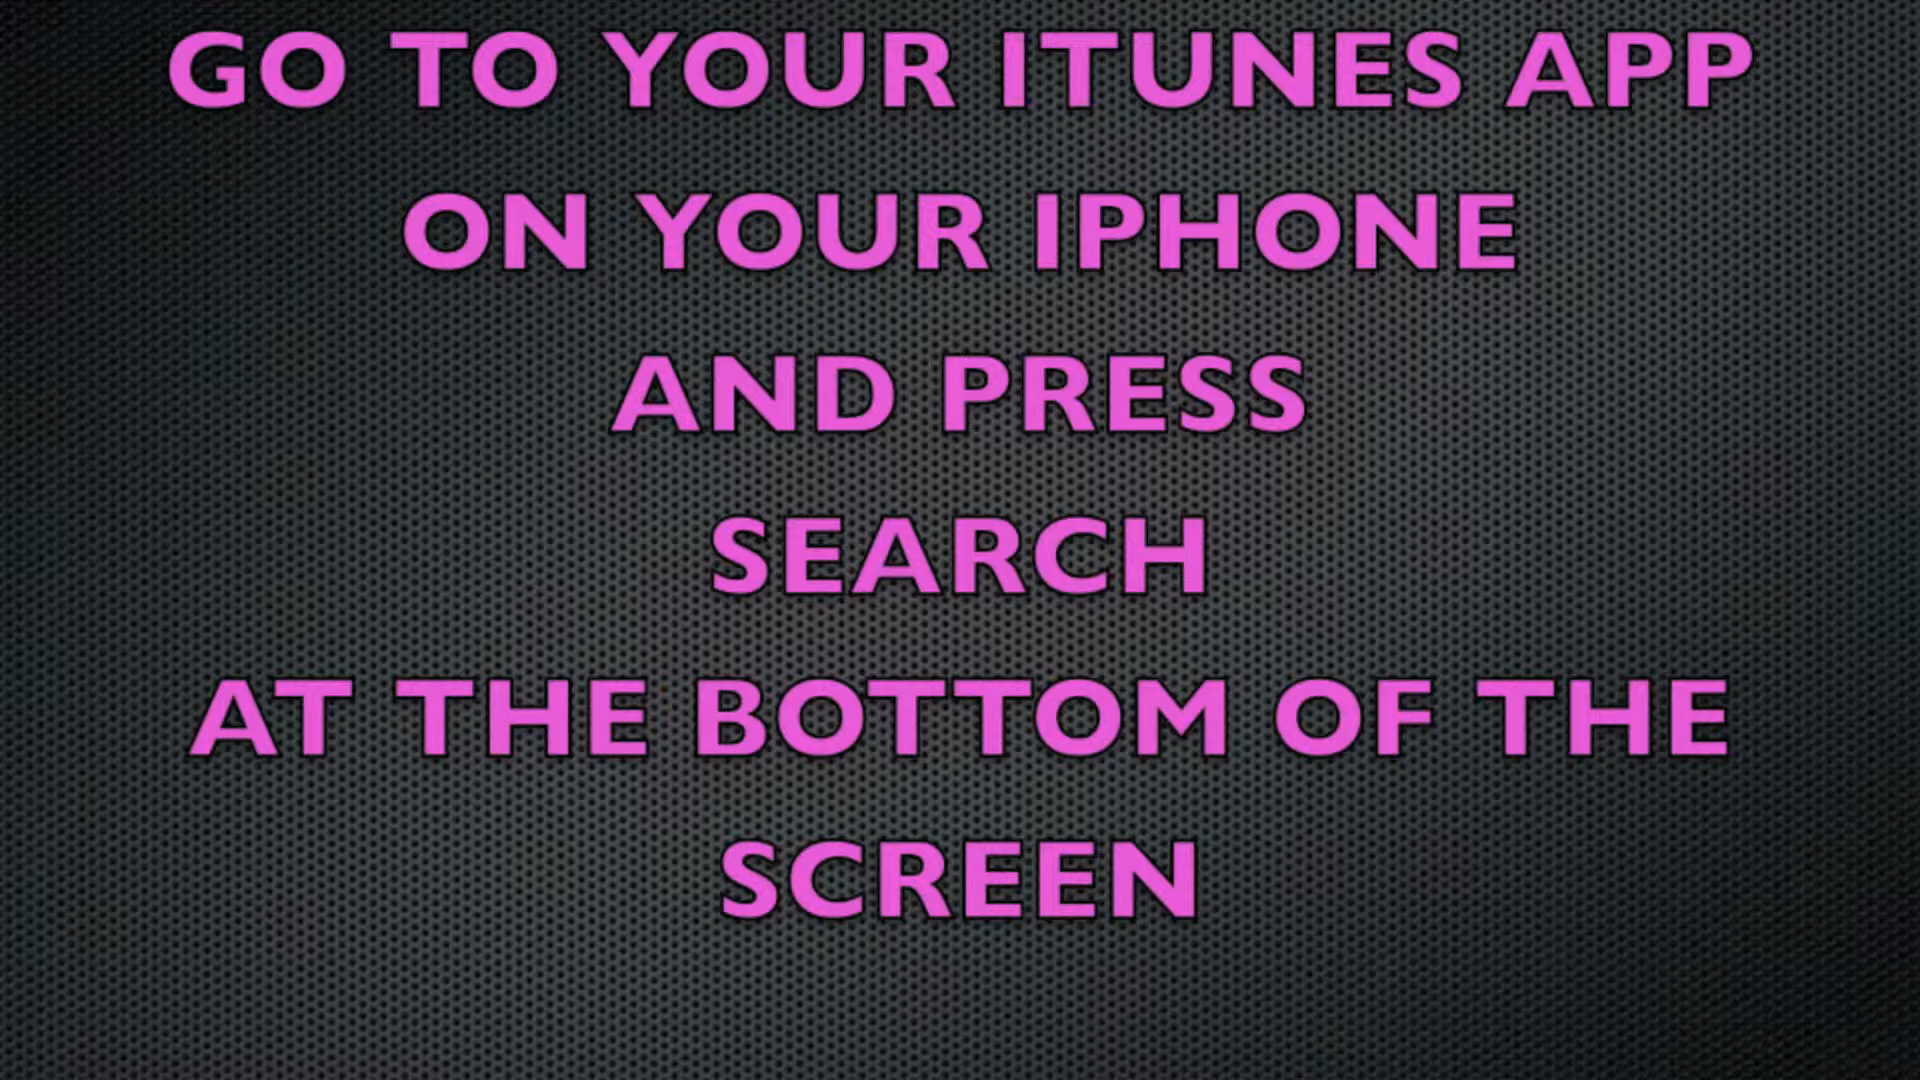 GO TO YOUR ITUNES APP
ON YOUR IPHONE
AND PRESS
SEARCH
AT THE BOTTOM OF THE
SCREEN